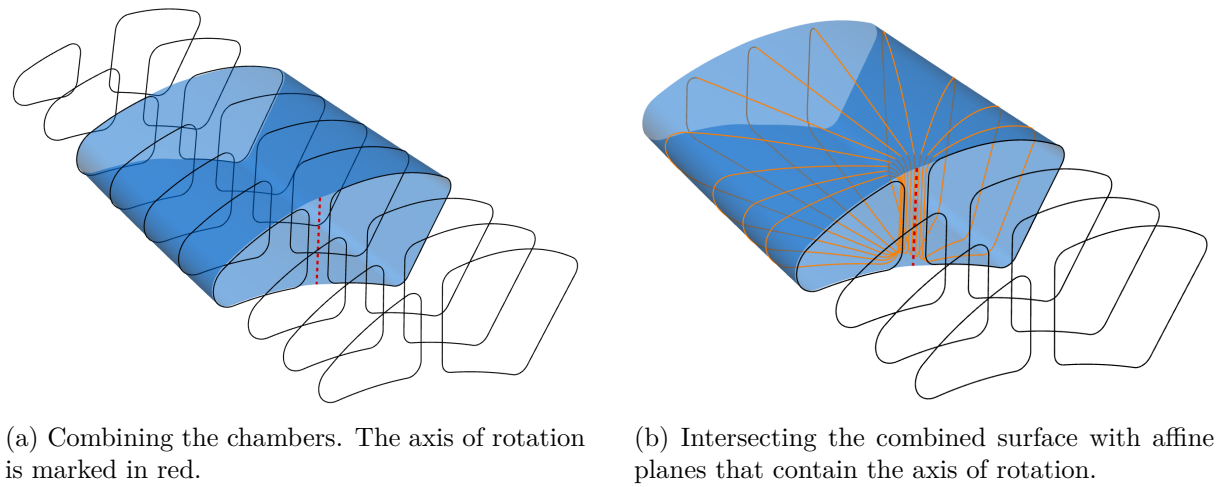 (a) Combining the chambers. The axis of rotation
is marked in red.
(b) Intersecting the combined surface with affine
planes that contain the axis of rotation.